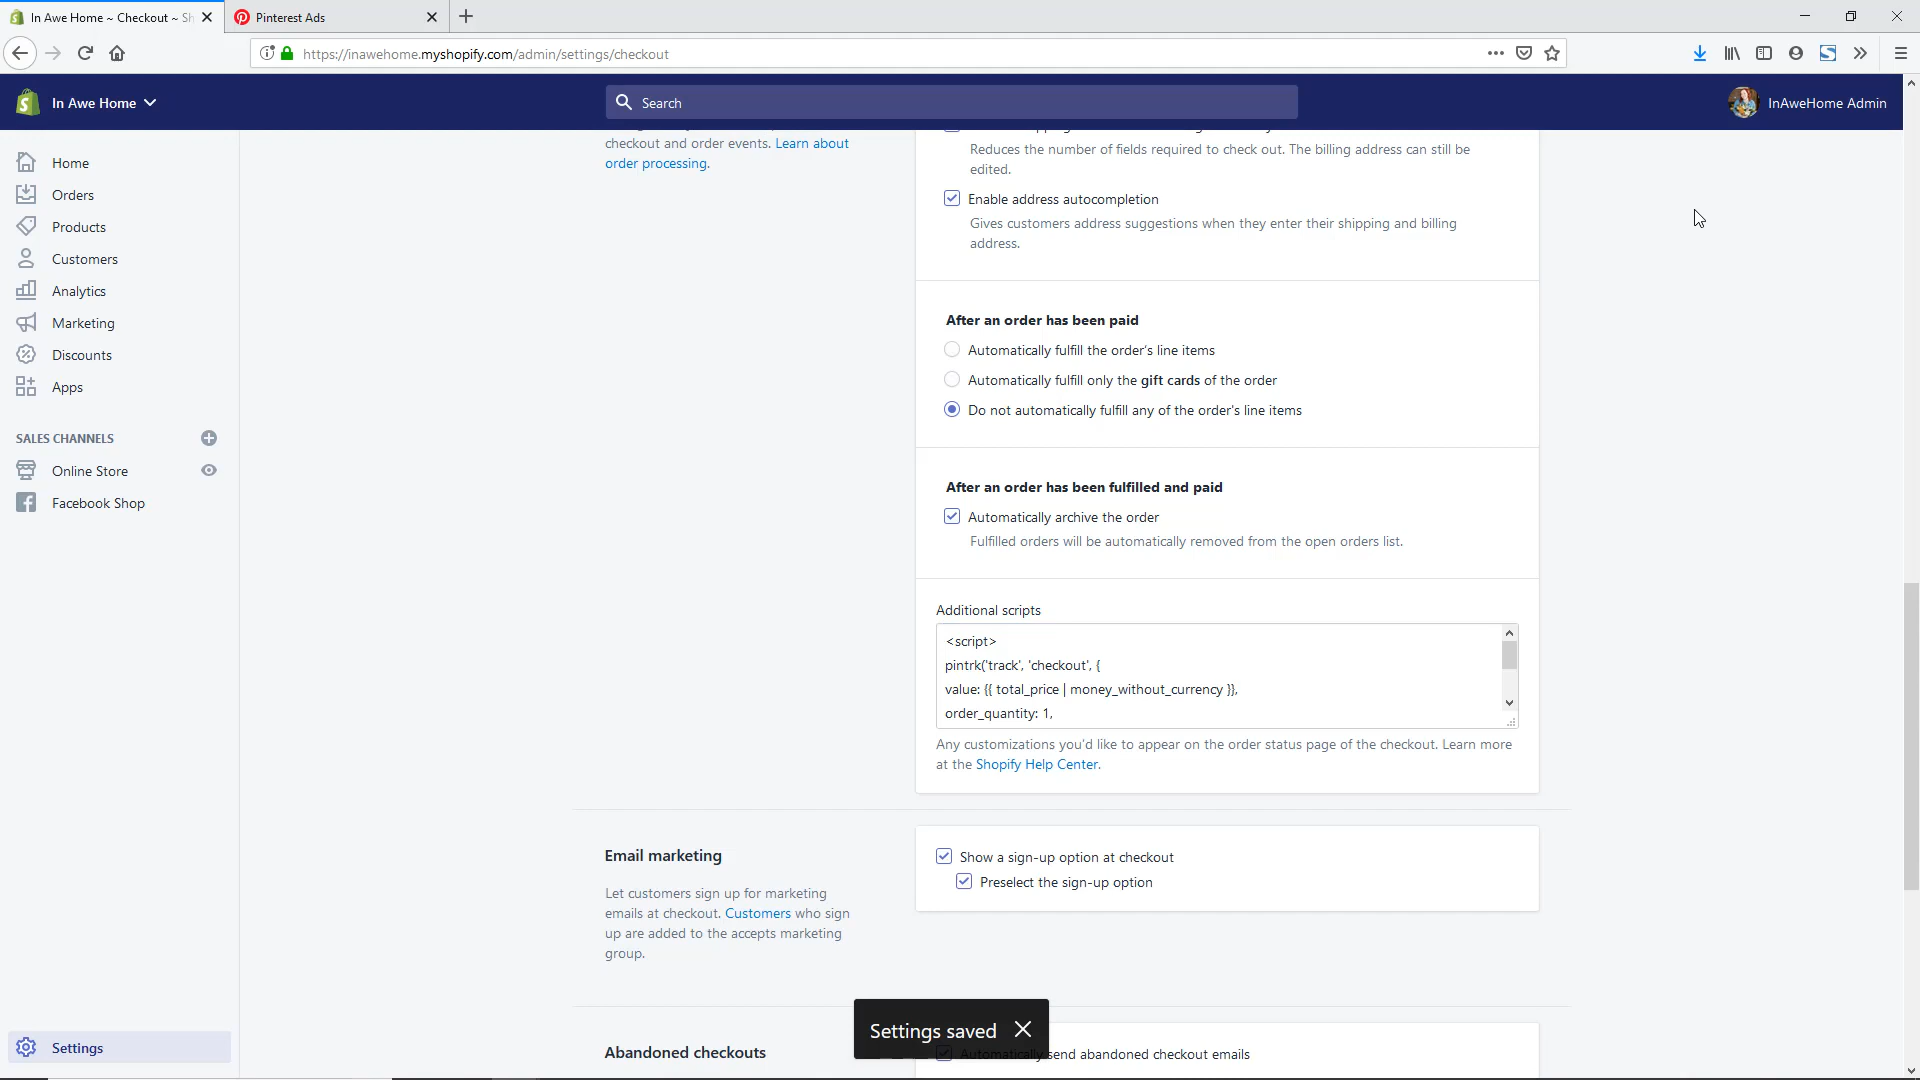 In Awe Home ~ Checkout ~ Sh
Pinterest Ads
https://inawehome.myshopify.com/admin/settings/checkout
In Awe Home
Search
InAweHome Admin
Home
Orders
Products
Customers
Analytics
Marketing
Discounts
Apps
SALES CHANNELS
Online Store
Facebook Shop
Settings
checkout and order events. Learn about
order processing.
Reduces the number of fields required to check out. The billing address can still be
edited.
Enable address autocompletion
Gives customers address suggestions when they enter their shipping and billing
address.
After an order has been paid
Automatically fulfill the order's line items
Automatically fulfill only the gift cards of the order
Do not automatically fulfill any of the order's line items
After an order has been fulfilled and paid
Automatically archive the order
Fulfilled orders will be automatically removed from the open orders list.
Additional scripts
<script>
pintrk('track', 'checkout', {
value: {{ total_price | money_without_currency }},
order_quantity: 1,
Any customizations you'd like to appear on the order status page of the checkout. Learn more
at the Shopify Help Center.
Email marketing
Let customers sign up for marketing
emails at checkout. Customers who sign
up are added to the accepts marketing
group.
Show a sign-up option at checkout
Preselect the sign-up option
Settings saved
Abandoned checkouts
Automatically send abandoned checkout emails